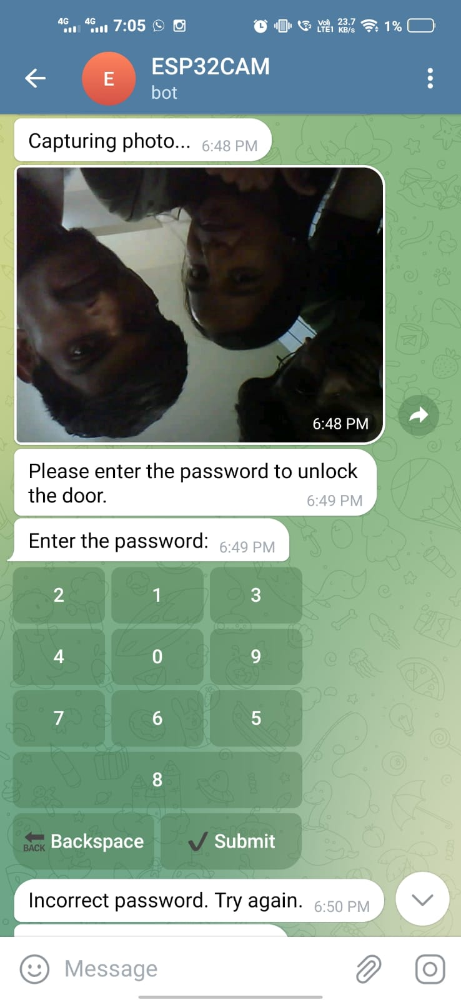 4G 4G 7:05 Vo) LTE1 23.7 KB/s 1%
E
ESP32CAM
bot
Capturing photo... 6:48 PM
6:48 PM
Please enter the password to unlock
the door. 6:49 PM
Enter the password: 6:49 PM
2 1 3
4 0 9
7 6 5
8
BACK Backspace Submit
Incorrect password. Try again. 6:50 PM
Message